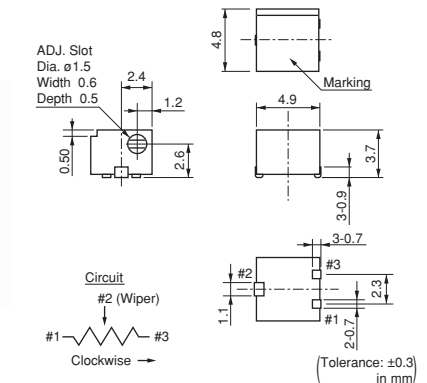 4.8
Marking
ADJ. Slot
Dia. ø1.5
Width 0.6
Depth 0.5
2.4
1.2
0.50
2.6
4.9
3.7
3-0.9
3-0.7
#2
#3
2.3
1.1
#1
2-0.7
Circuit
#2 (Wiper)
#1
#3
Clockwise
(Tolerance: ±0.3
in mm)